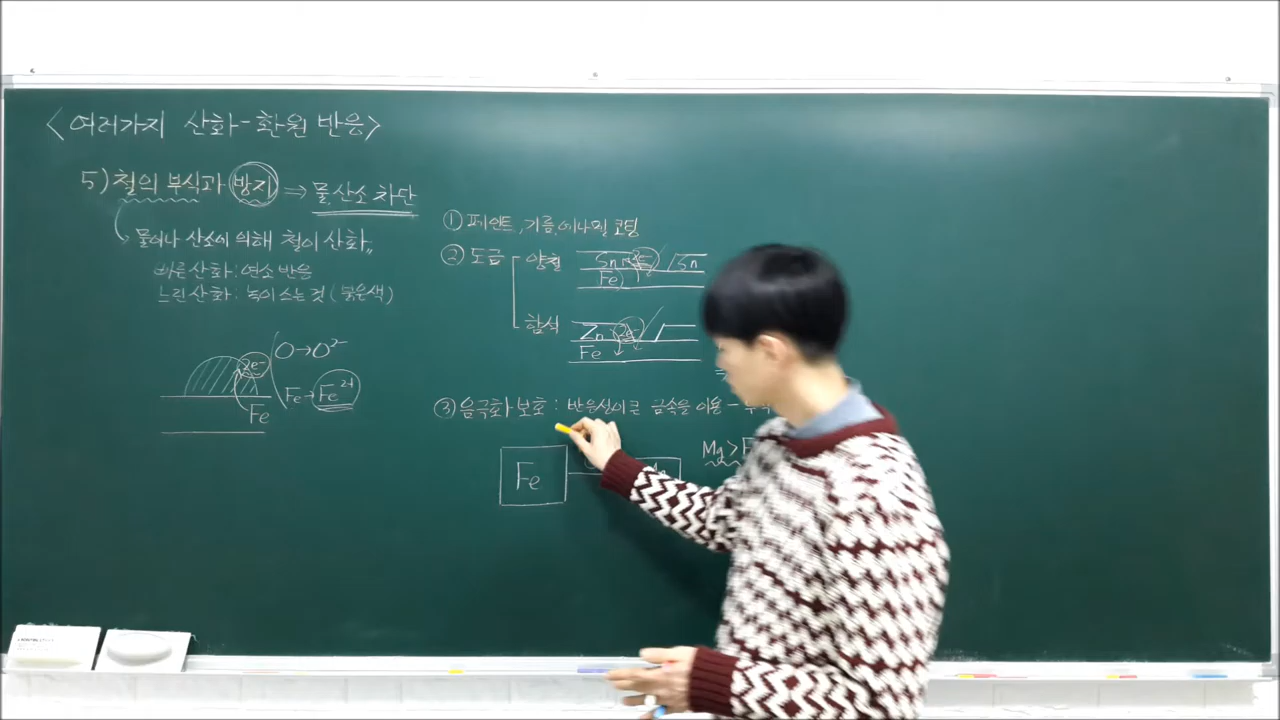 <여러가지 산화-환원 반응>
5) 철의 부식과 방지 ⇒ 물, 산소 차단
물이나 산소에 의해 철이 산화
빠른산화 : 연소 반응
느린산화 : 녹이 스는 것 (붉은색)
2e- O→O²⁻
Fe→Fe²⁺
Fe
① 페인트, 기름, 에나멜 코팅
② 도금
양철 Sn 2e- Sn
Fe
함석 Zn 2e-
Fe
③ 음극화 보호 : 반응성이 큰 금속을 이용 -
Mg >
Fe